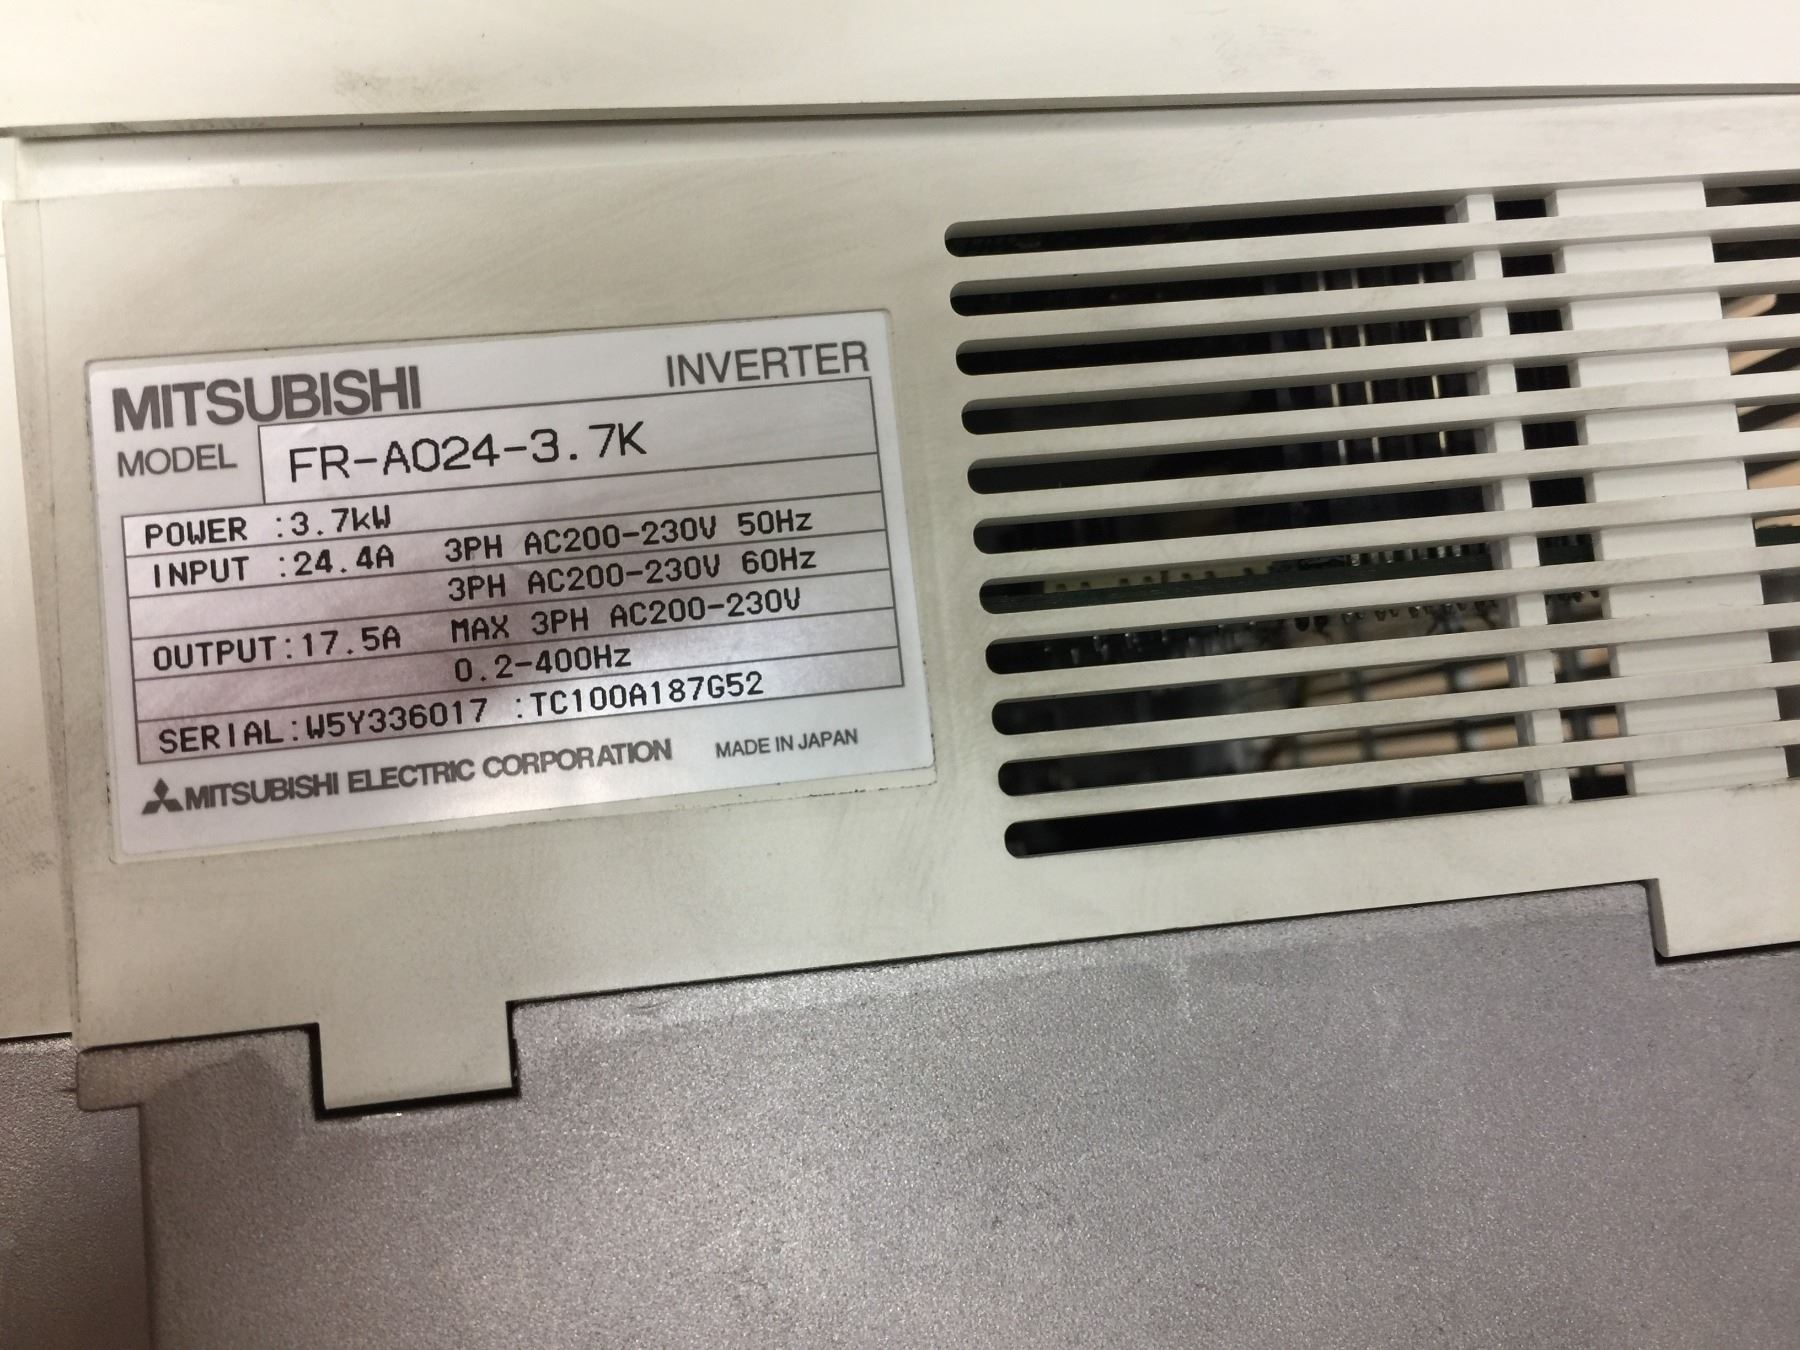 MITSUBISHI INVERTER
MODEL FR-A024-3.7K
POWER :3.7kW
INPUT :24.4A 3PH AC200-230V 50Hz
3PH AC200-230V 60Hz
OUTPUT:17.5A MAX 3PH AC200-230V
0.2-400Hz
SERIAL:W5Y336017 :TC100A187G52
MITSUBISHI ELECTRIC CORPORATION MADE IN JAPAN